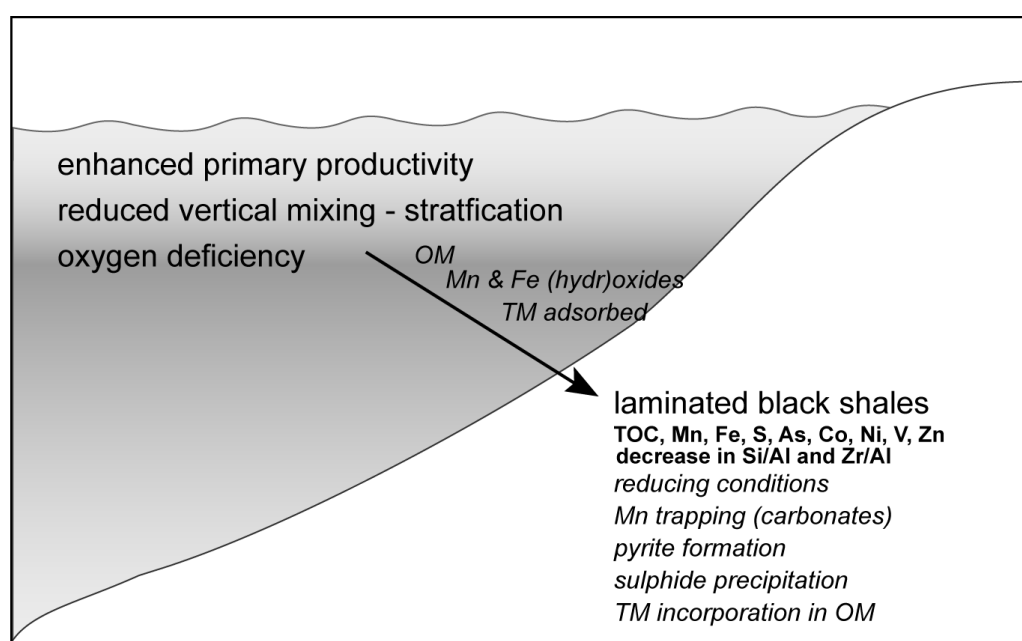 enhanced primary productivity
reduced vertical mixing - stratfication
oxygen deficiency
OM
Mn & Fe (hydr)oxides
TM adsorbed
laminated black shales
TOC, Mn, Fe, S, As, Co, Ni, V, Zn
decrease in Si/Al and Zr/Al
reducing conditions
Mn trapping (carbonates)
pyrite formation
sulphide precipitation
TM incorporation in OM